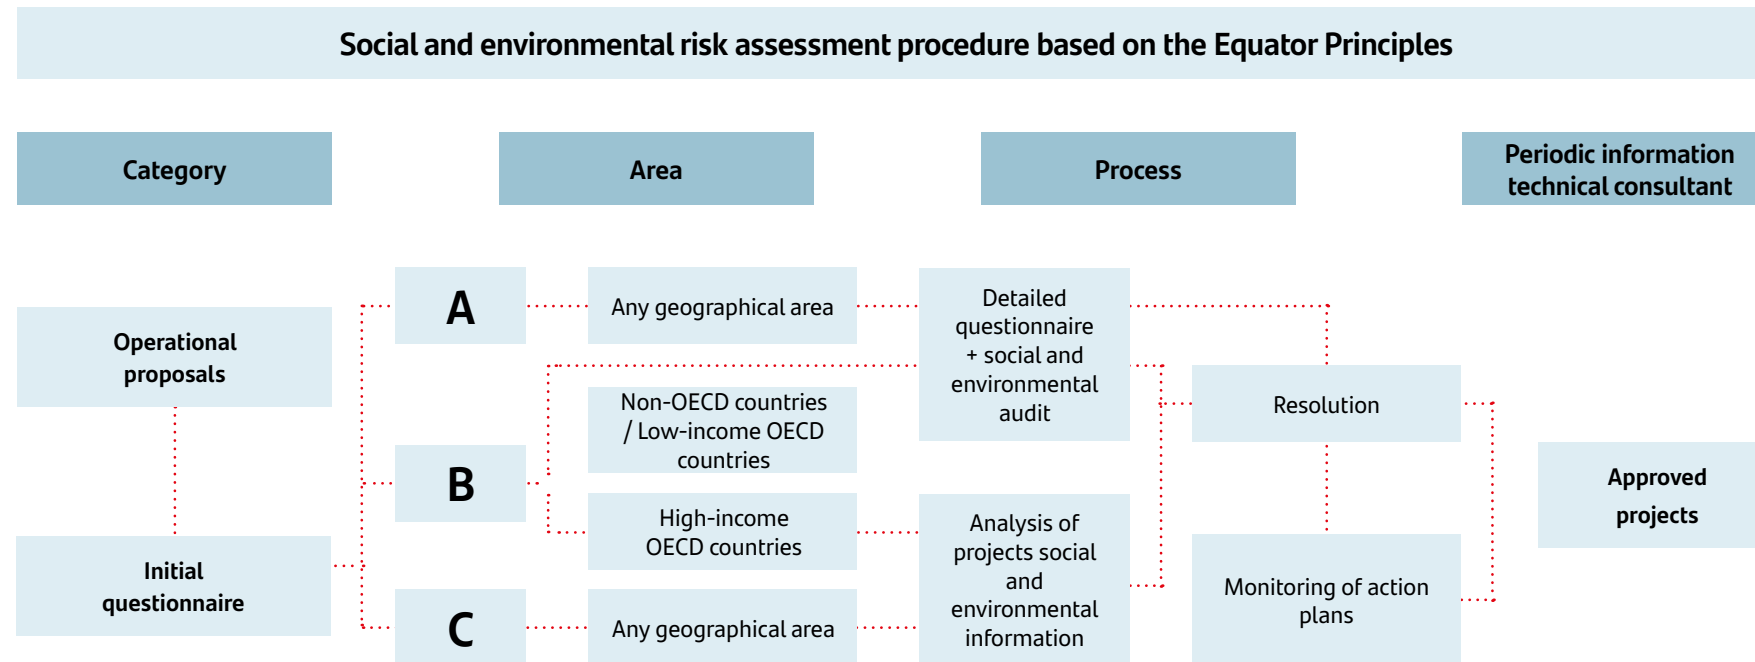 Social and environmental risk assessment procedure based on the Equator Principles
Category
Area
Process
Periodic information
technical consultant
Operational
proposals
Initial
questionnaire
A
Any geographical area
B
Non-OECD countries
/ Low-income OECD
countries
High-income
OECD countries
C
Any geographical area
Detailed
questionnaire
+ social and
environmental
audit
Analysis of
projects social
and
environmental
information
Resolution
Monitoring of action
plans
Approved
projects